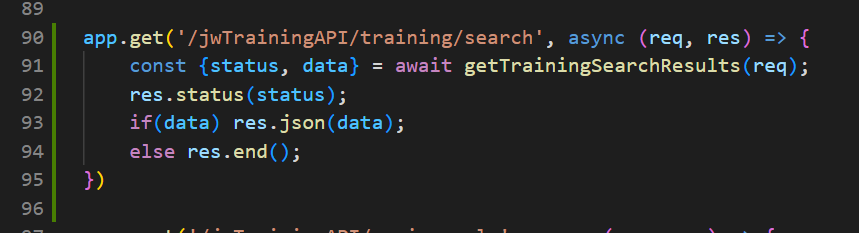 89
90 app.get('/jwTrainingAPI/training/search', async (req, res) => {
91 const {status, data} = await getTrainingSearchResults(req);
92 res.status(status);
93 if(data) res.json(data);
94 else res.end();
95 })
96